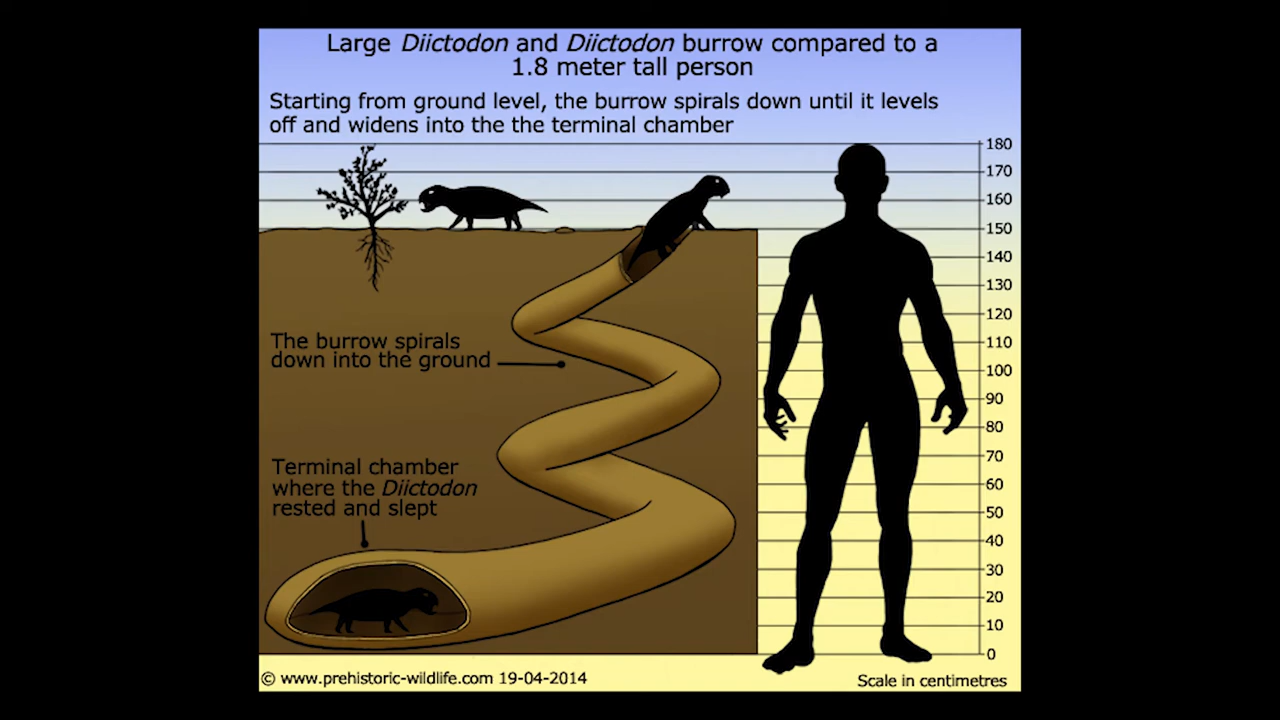 Large Diictodon and Diictodon burrow compared to a
1.8 meter tall person
Starting from ground level, the burrow spirals down until it levels
off and widens into the the terminal chamber
180
170
160
150
140
130
120
110
100
90
80
70
60
50
40
30
20
10
0
The burrow spirals
down into the ground
Terminal chamber
where the Diictodon
rested and slept
© www.prehistoric-wildlife.com 19-04-2014
Scale in centimetres